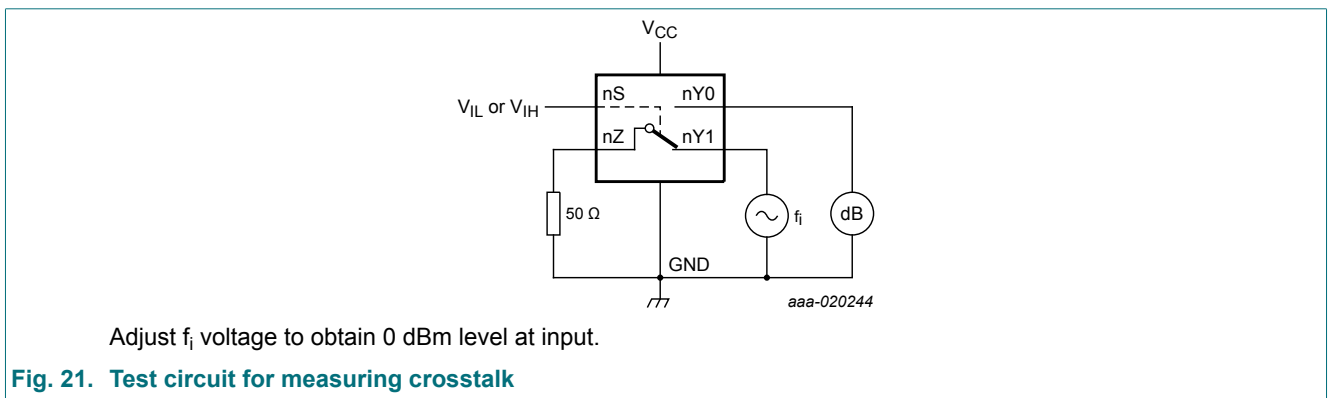 VCC
nS nY0
VIL or VIH
nZ nY1
50 Ω
fi
dB
GND
aaa-020244
Adjust fi voltage to obtain 0 dBm level at input.
Fig. 21. Test circuit for measuring crosstalk